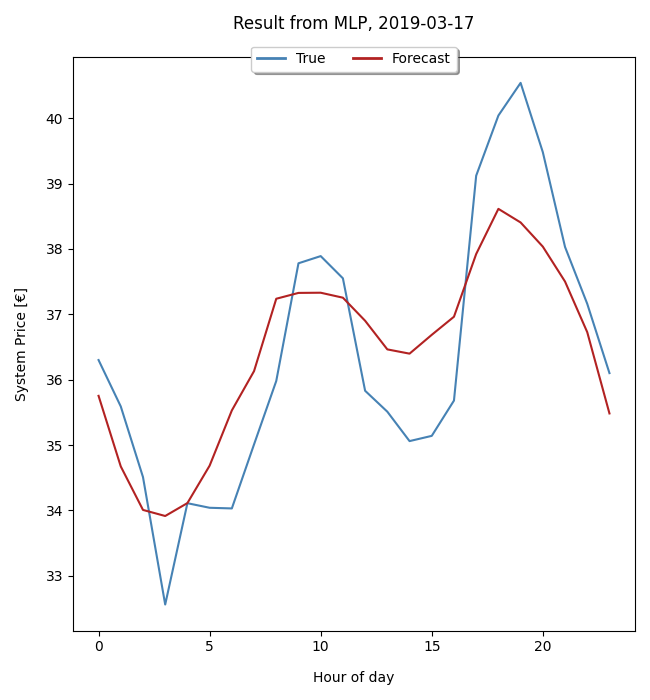 Result from MLP, 2019-03-17
True Forecast
System Price [€]
40
39
38
37
36
35
34
33
0 5 10 15 20
Hour of day